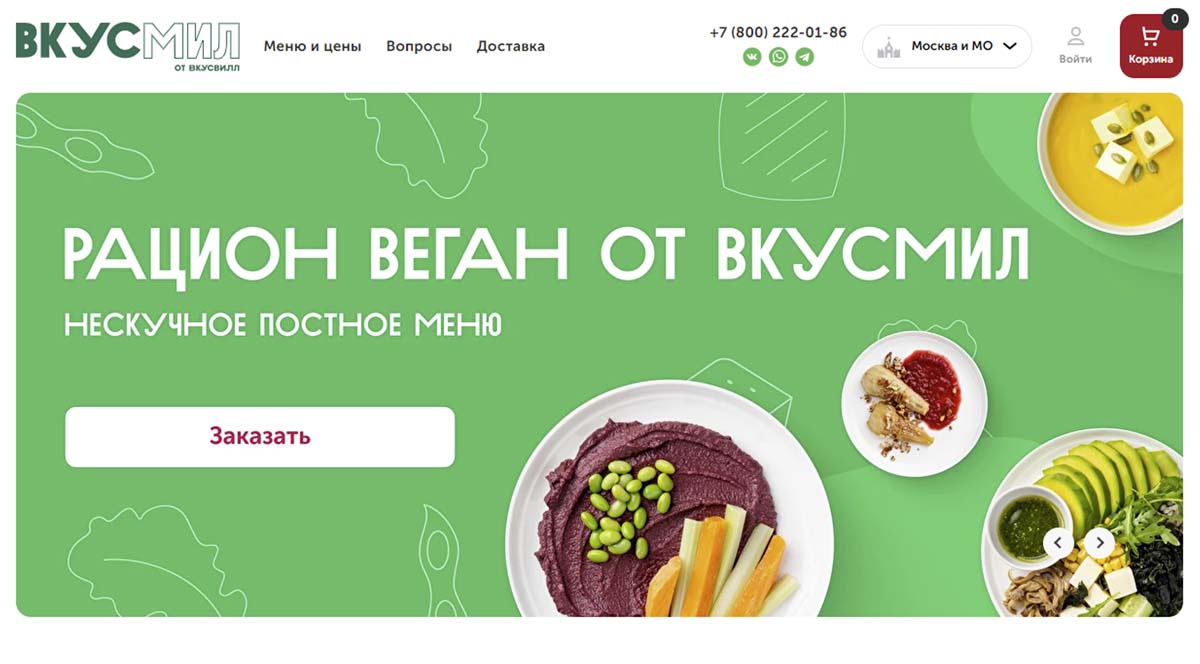 ВКУСМИЛ
ОТ ВКУСВИЛЛ
Меню и цены
Вопросы
Доставка
+7 (800) 222-01-86
Москва и МО
Войти
0
Корзина
РАЦИОН ВЕГАН ОТ ВКУСМИЛ
НЕСКУЧНОЕ ПОСТНОЕ МЕНЮ
Заказать